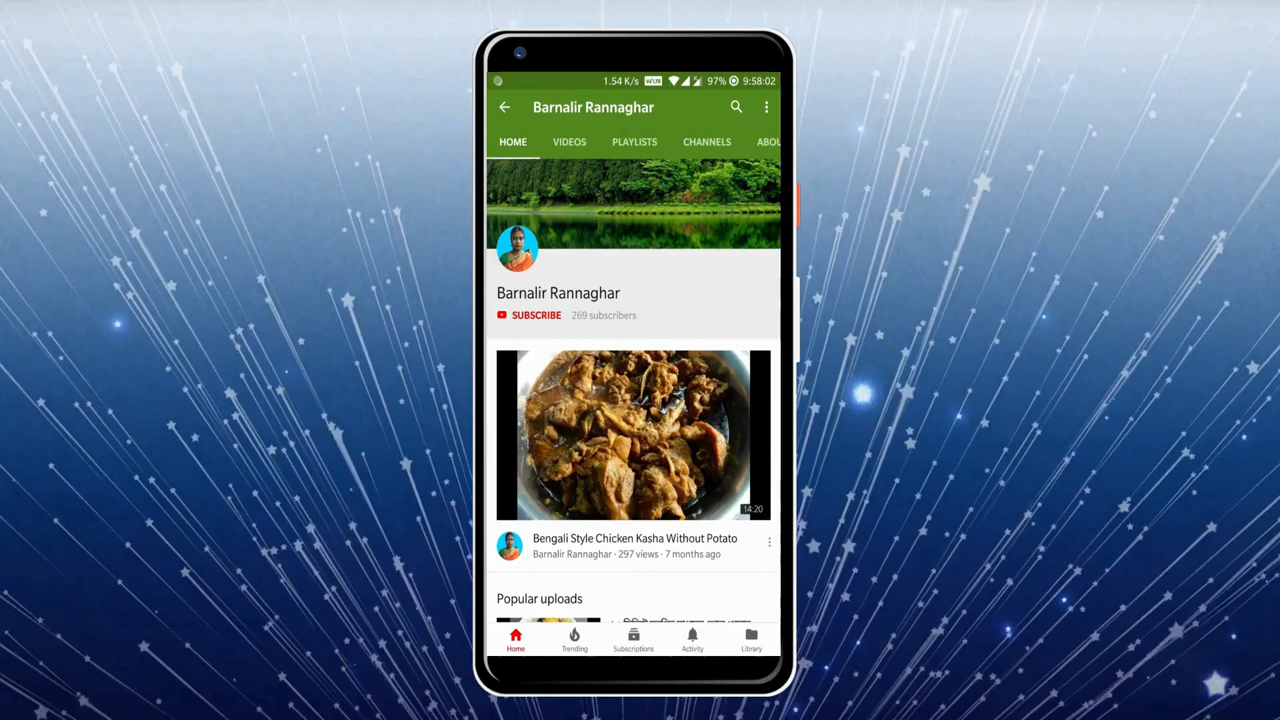 1.54 K/s VoLTE 97% 9:58:02
Barnalir Rannaghar
HOME VIDEOS PLAYLISTS CHANNELS ABOU
Barnalir Rannaghar
SUBSCRIBE 269 subscribers
14:20
Bengali Style Chicken Kasha Without Potato
Barnalir Rannaghar · 297 views · 7 months ago
Popular uploads
Home Trending Subscriptions Activity Library